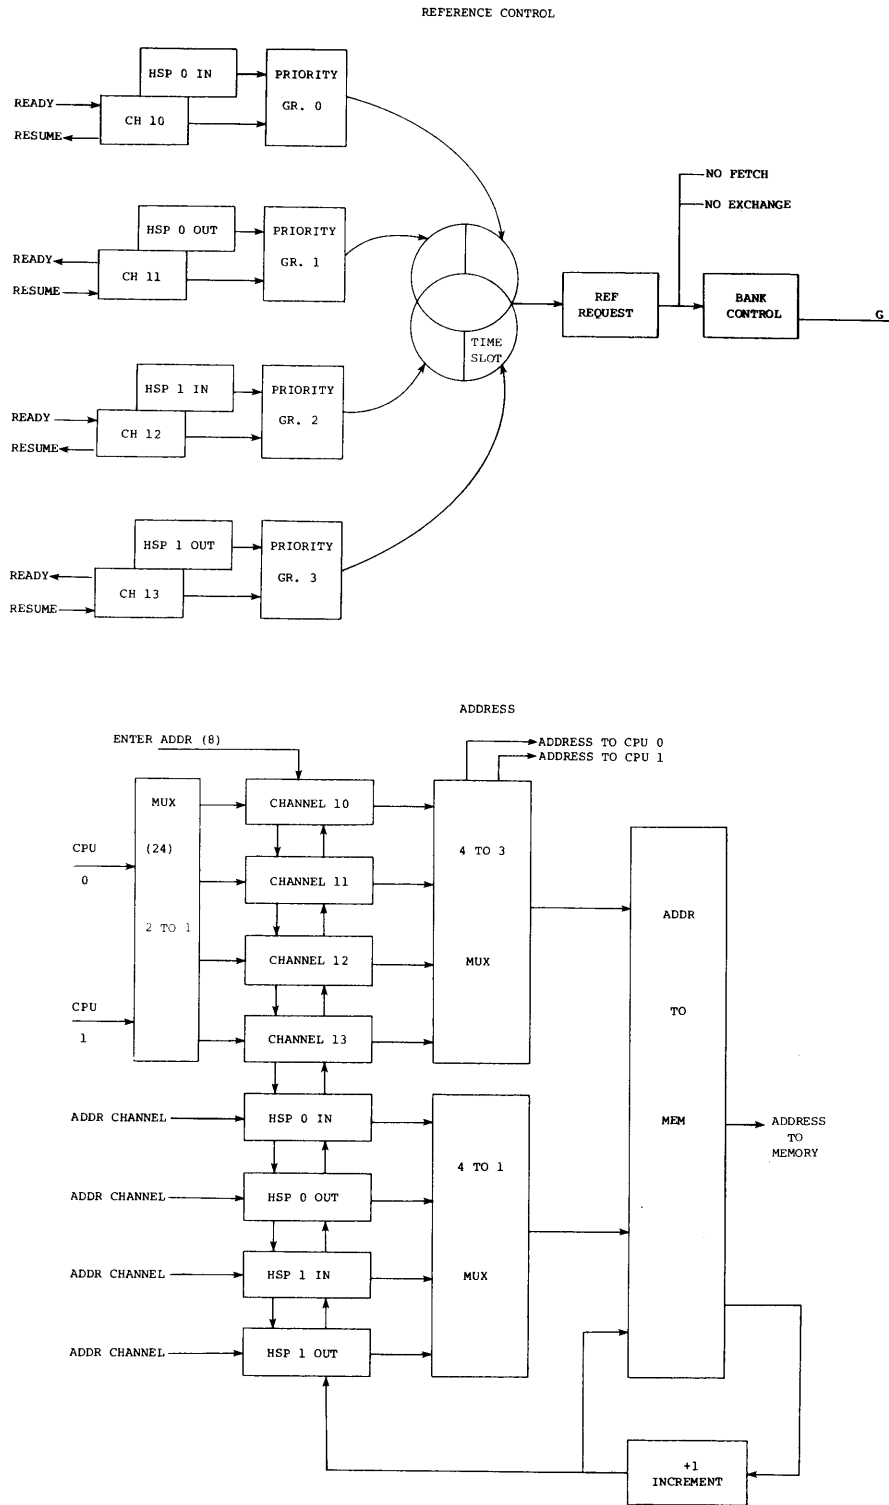 REFERENCE CONTROL
HSP 0 IN
PRIORITY
GR. 0
READY
CH 10
RESUME
NO FETCH
NO EXCHANGE
HSP 0 OUT
PRIORITY
GR. 1
READY
CH 11
RESUME
REF
REQUEST
BANK
CONTROL
G
TIME
SLOT
HSP 1 IN
PRIORITY
GR. 2
READY
CH 12
RESUME
HSP 1 OUT
PRIORITY
GR. 3
READY
CH 13
RESUME
ADDRESS
ENTER ADDR (8)
ADDRESS TO CPU 0
ADDRESS TO CPU 1
MUX
(24)
2 TO 1
CPU
0
CPU
1
CHANNEL 10
CHANNEL 11
CHANNEL 12
CHANNEL 13
4 TO 3
MUX
ADDR
TO
MEM
ADDR CHANNEL
HSP 0 IN
ADDR CHANNEL
HSP 0 OUT
ADDR CHANNEL
HSP 1 IN
ADDR CHANNEL
HSP 1 OUT
4 TO 1
MUX
ADDRESS
TO
MEMORY
+1
INCREMENT